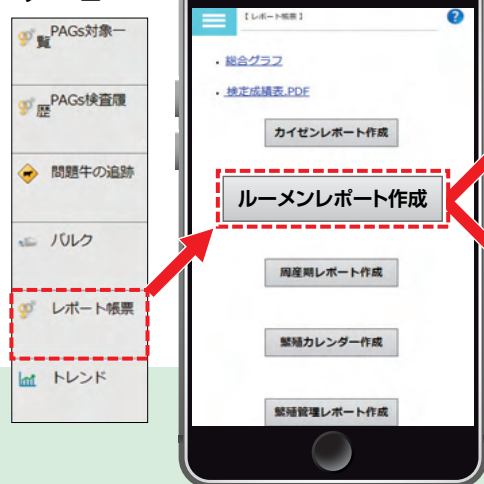 PAGs対象一
覧
PAGs検査履
歴
問題牛の追跡
バルク
レポート帳票
トレンド
【レポート帳票】
?
・総合グラフ
・検定成績表.PDF
カイゼンレポート作成
ルーメンレポート作成
周産期レポート作成
繁殖カレンダー作成
繁殖管理レポート作成